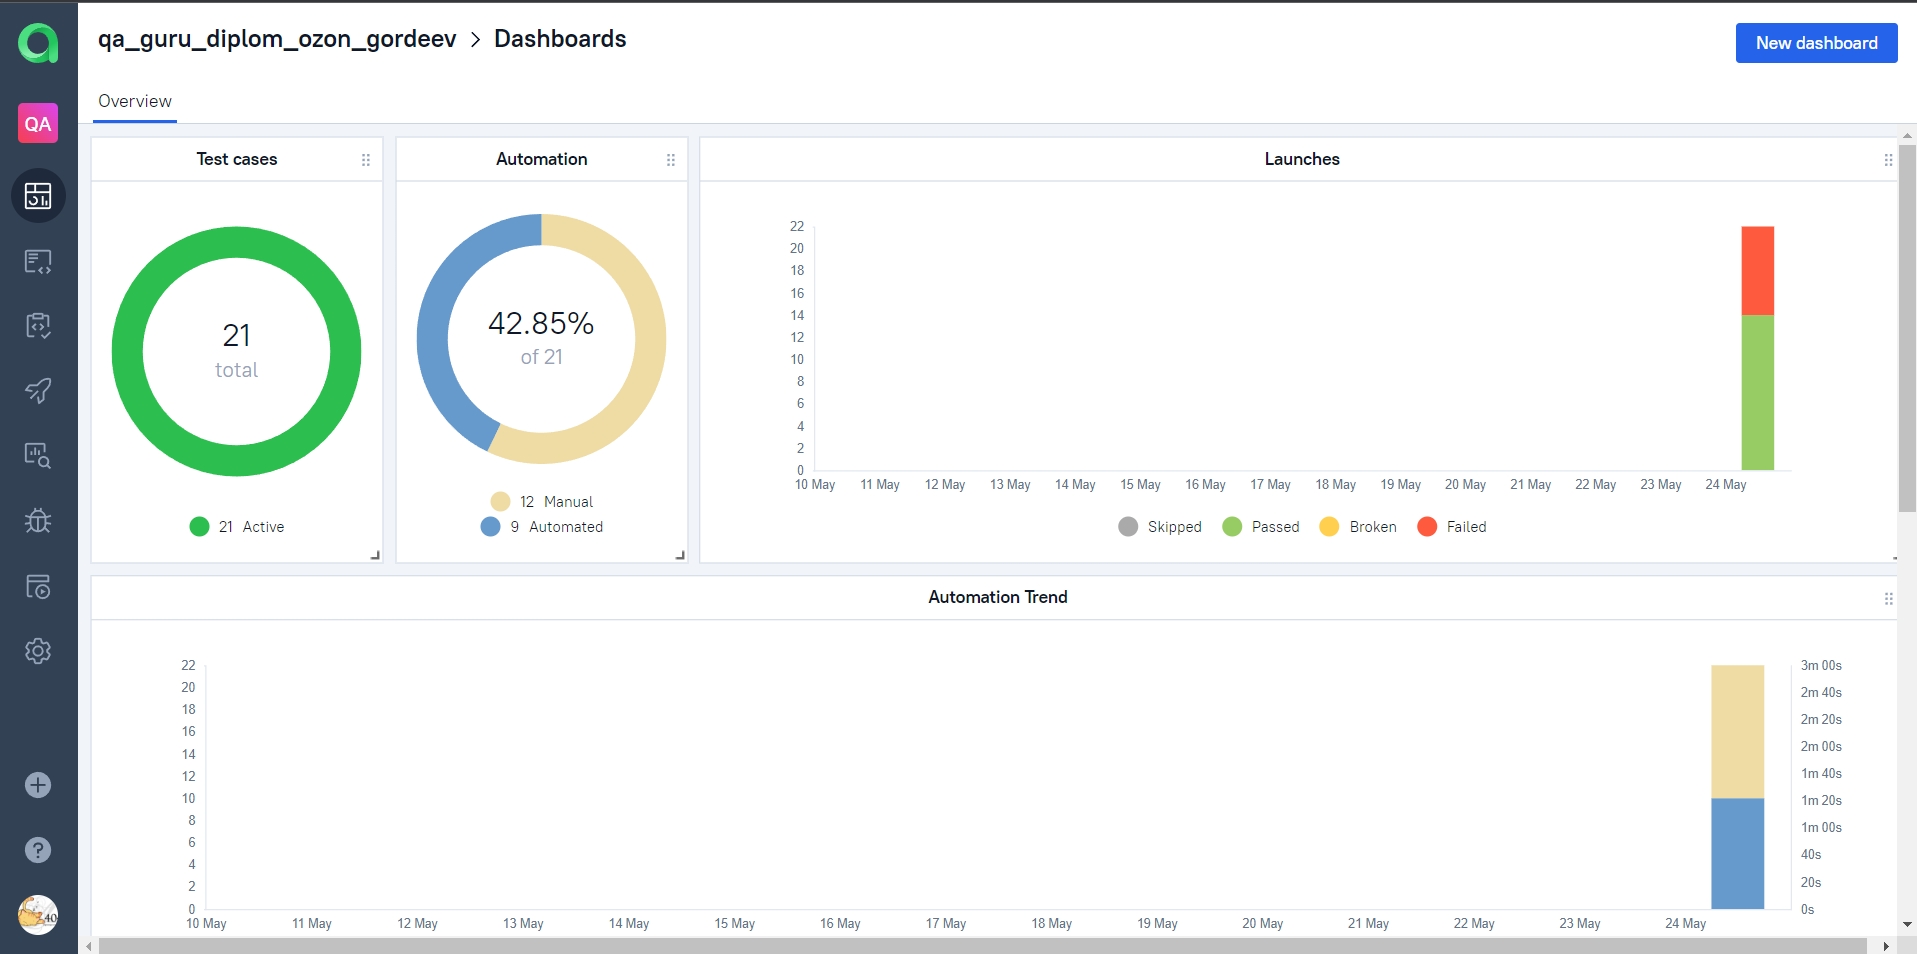 qa_guru_diplom_ozon_gordeev > Dashboards
New dashboard
QA
Overview
Test cases
21
total
21 Active
Automation
42.85%
of 21
12 Manual
9 Automated
Launches
22
20
18
16
14
12
10
8
6
4
2
0
10 May 11 May 12 May 13 May 14 May 15 May 16 May 17 May 18 May 19 May 20 May 21 May 22 May 23 May 24 May
Skipped Passed Broken Failed
Automation Trend
22
20
18
16
14
12
10
8
6
4
2
0
3m 00s
2m 40s
2m 20s
2m 00s
1m 40s
1m 20s
1m 00s
40s
20s
0s
10 May 11 May 12 May 13 May 14 May 15 May 16 May 17 May 18 May 19 May 20 May 21 May 22 May 23 May 24 May
?
40